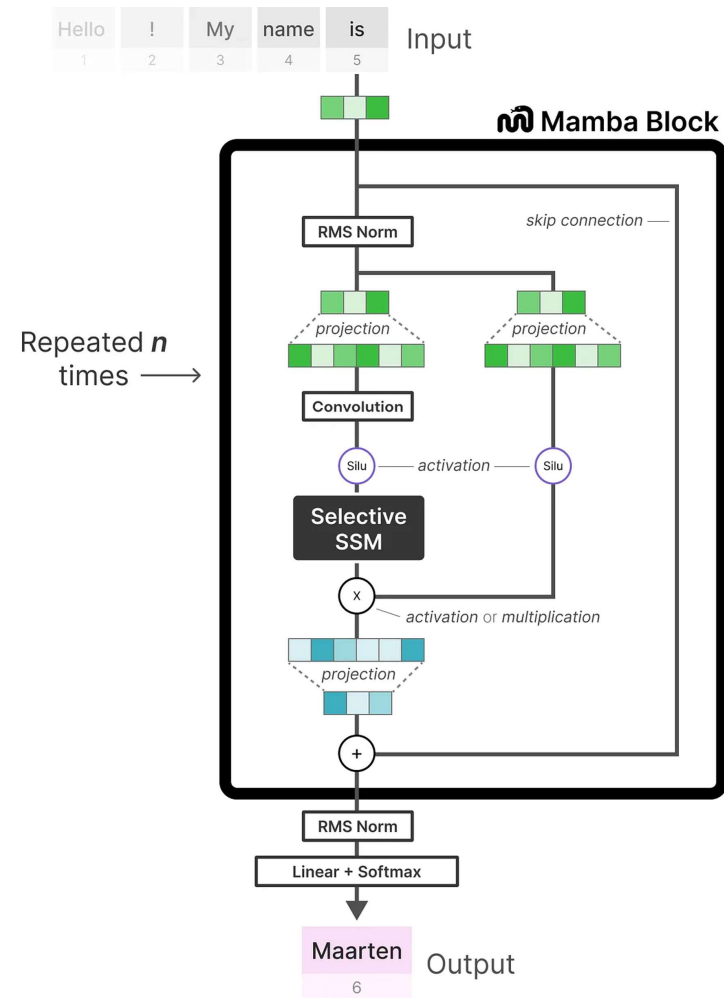 Hello ! My name is
1 2 3 4 5
Input
Mamba Block
skip connection
RMS Norm
projection
projection
Repeated n
times
Convolution
Silu
activation
Silu
Selective
SSM
x
activation or multiplication
projection
+
RMS Norm
Linear + Softmax
Maarten
6
Output